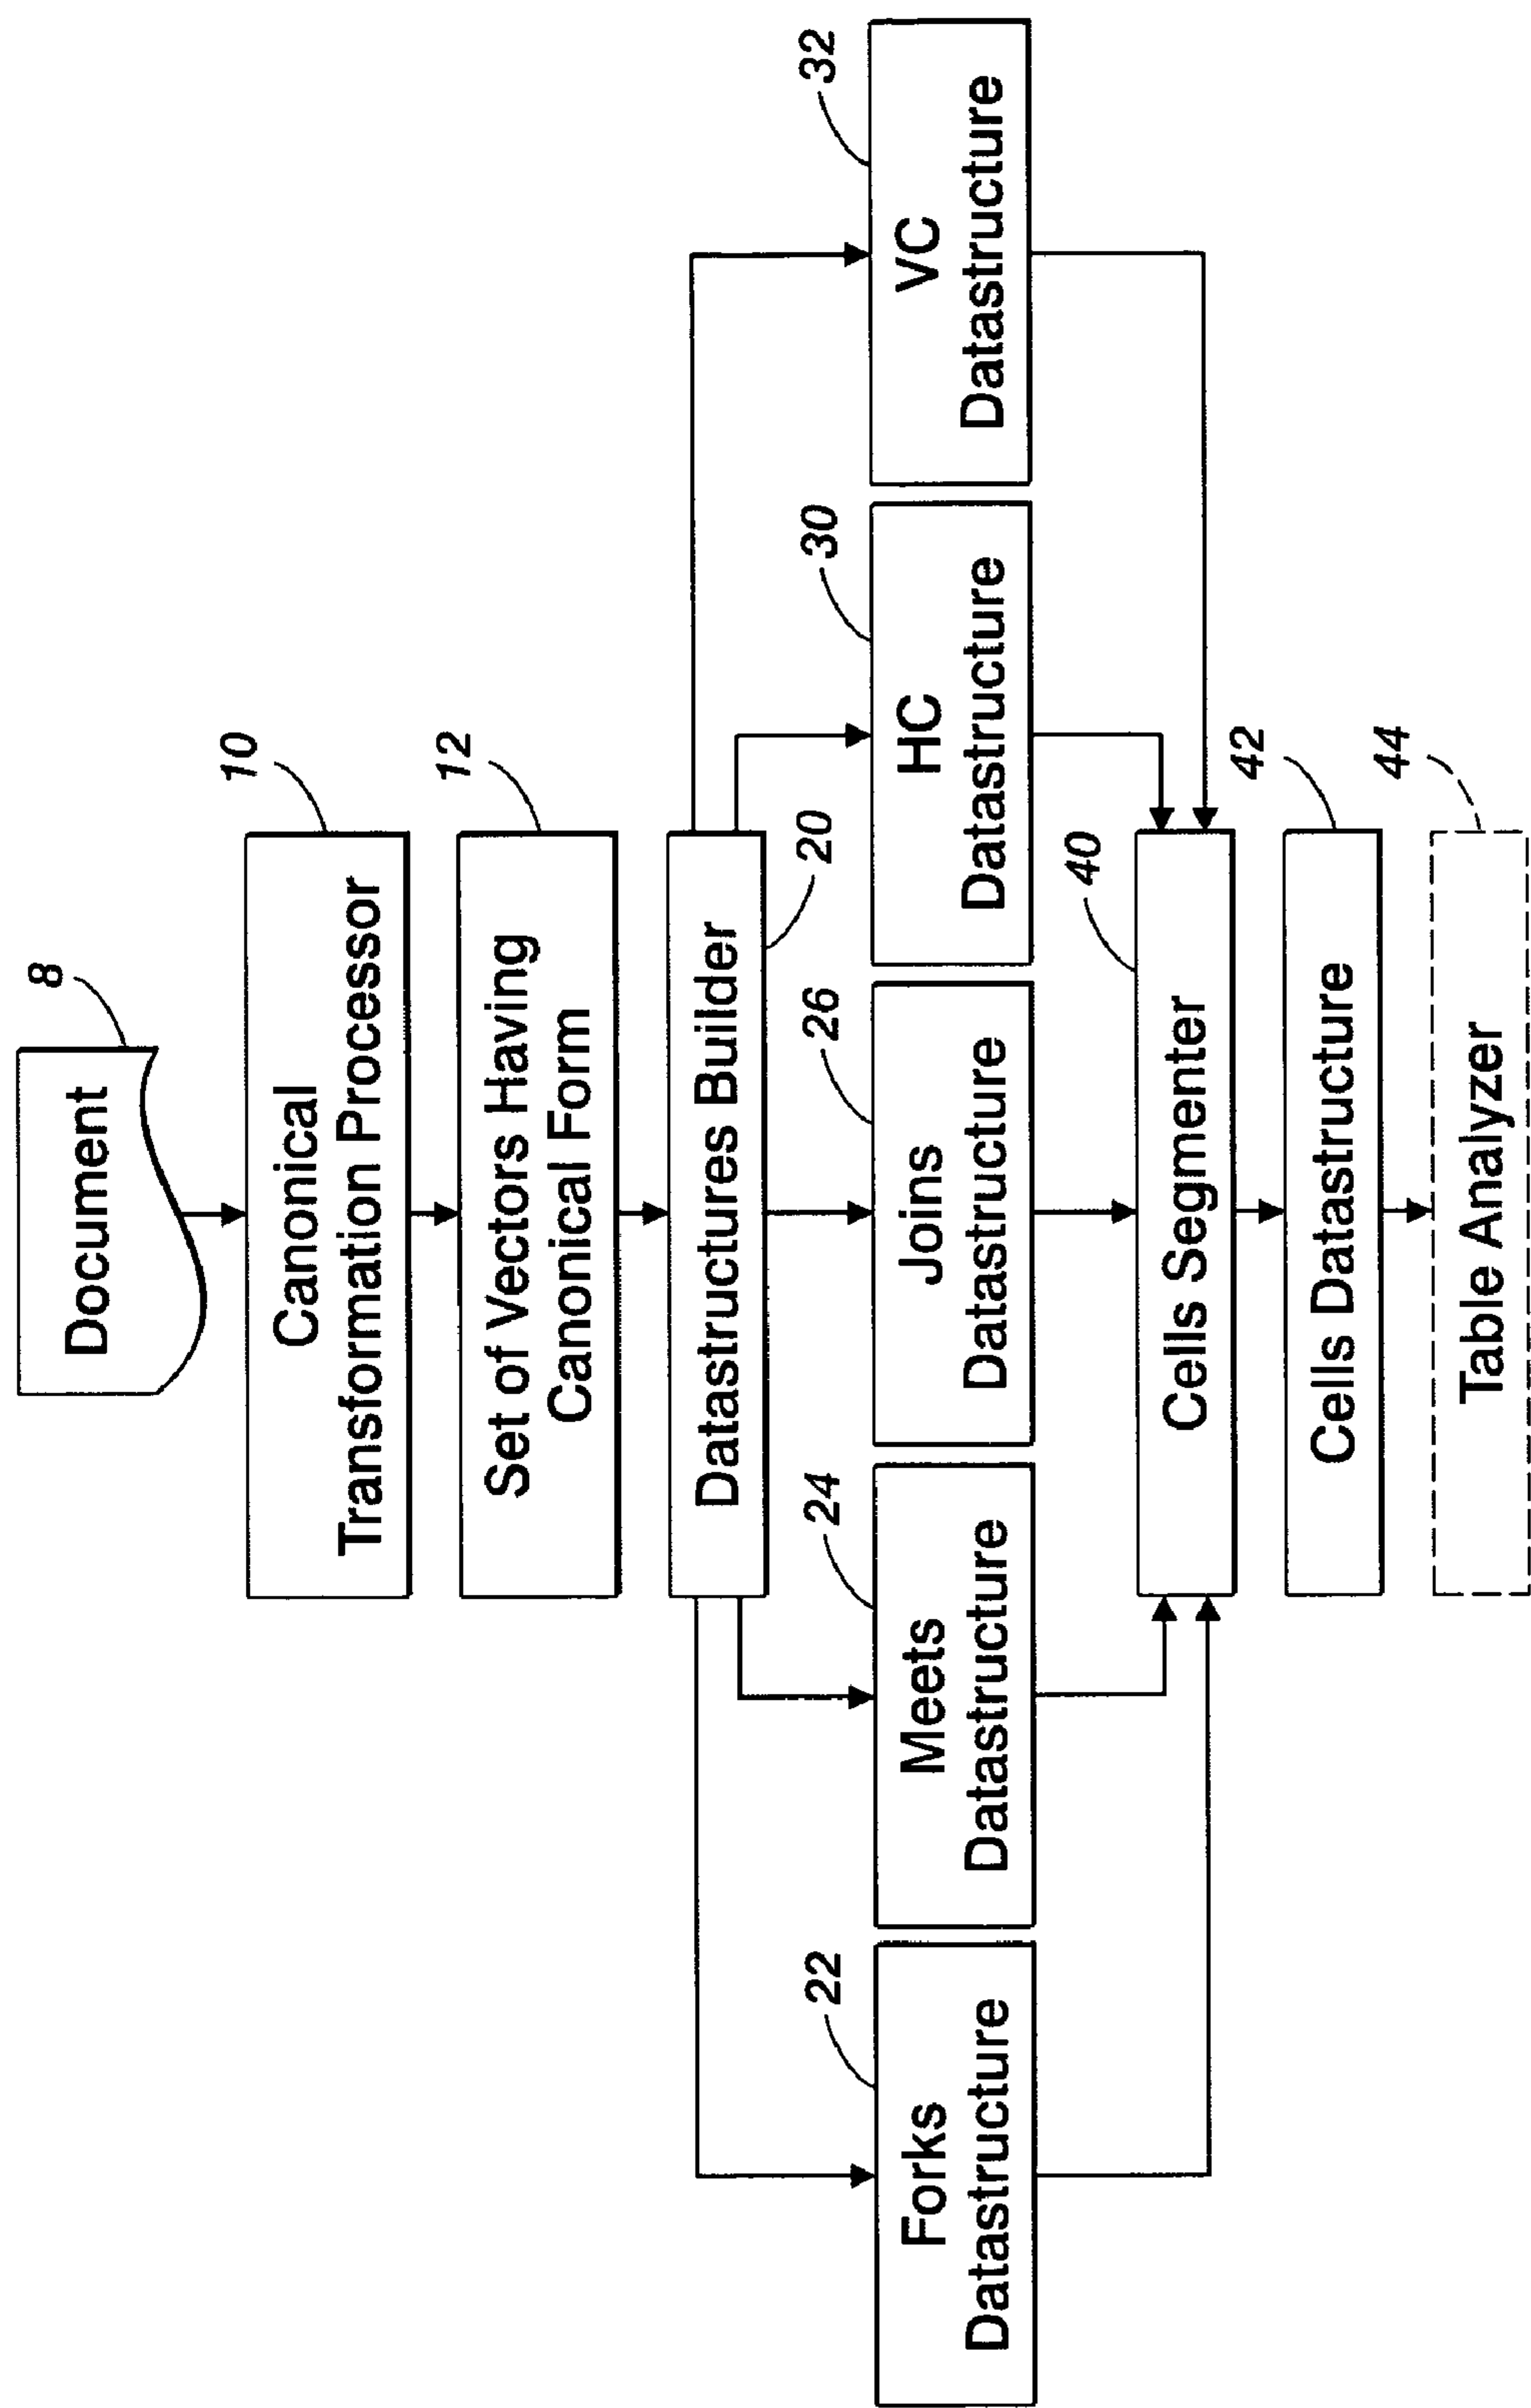 Document
8
Canonical
Transformation Processor
10
Set of Vectors Having
Canonical Form
12
Datastructures Builder
20
Forks
Datastructure
22
Meets
Datastructure
24
Joins
Datastructure
26
HC
Datastructure
30
VC
Datastructure
32
Cells Segmenter
40
Cells Datastructure
42
Table Analyzer
44